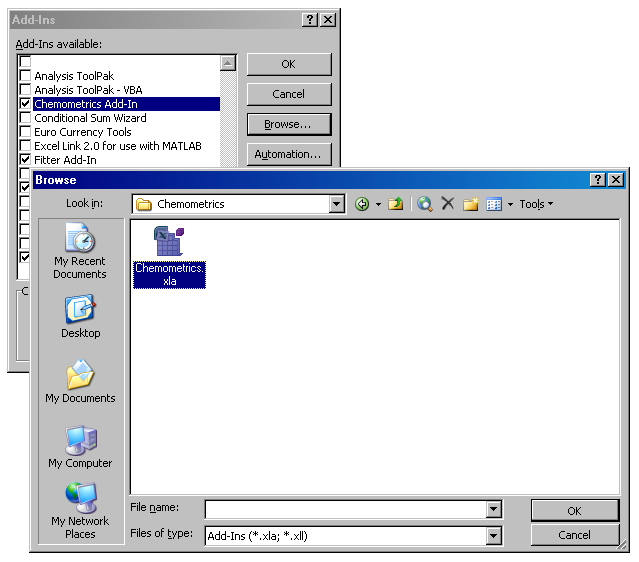 Add-Ins
Add-Ins available:
Analysis ToolPak
Analysis ToolPak - VBA
Chemometrics Add-In
Conditional Sum Wizard
Euro Currency Tools
Excel Link 2.0 for use with MATLAB
Fitter Add-In
OK
Cancel
Browse...
Automation...
Browse
Look in:
Chemometrics
Tools
My Recent
Documents
Desktop
My Documents
My Computer
My Network
Places
Chemometrics.
xla
File name:
Files of type:
Add-Ins (*.xla; *.xll)
OK
Cancel